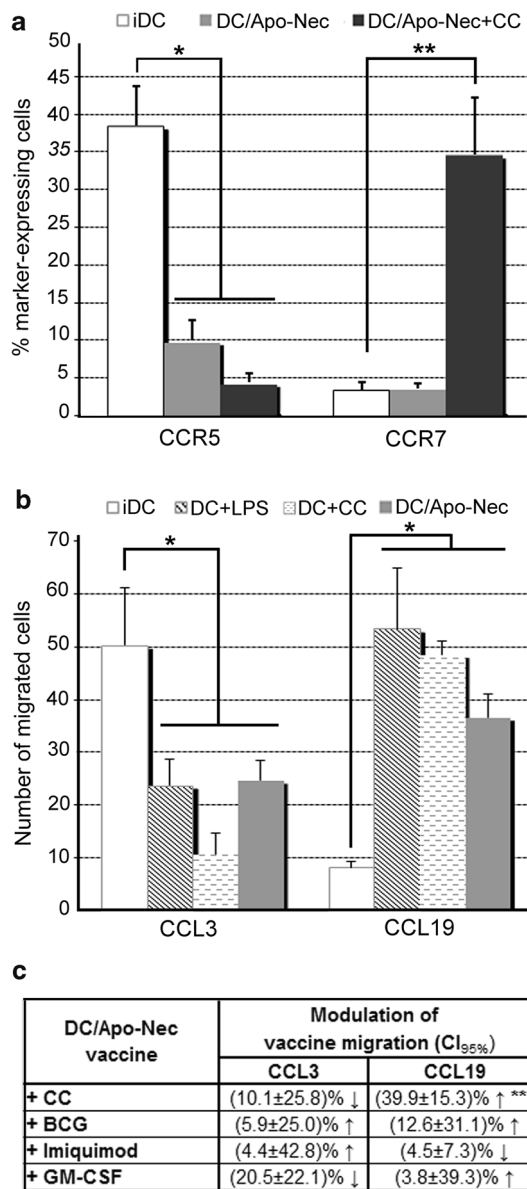 a
iDC DC/Apo-Nec DC/Apo-Nec+CC
% marker-expressing cells
50
45
40
35
30
25
20
15
10
5
0
*
**
CCR5 CCR7
b
iDC DC+LPS DC+CC DC/Apo-Nec
Number of migrated cells
70
60
50
40
30
20
10
0
*
*
CCL3 CCL19
c
DC/Apo-Nec vaccine
Modulation of vaccine migration (CI95%)
CCL3 CCL19
+ CC (10.1±25.8)% ↓ (39.9±15.3)% ↑ **
+ BCG (5.9±25.0)% ↑ (12.6±31.1)% ↑
+ Imiquimod (4.4±42.8)% ↑ (4.5±7.3)% ↓
+ GM-CSF (20.5±22.1)% ↓ (3.8±39.3)% ↑